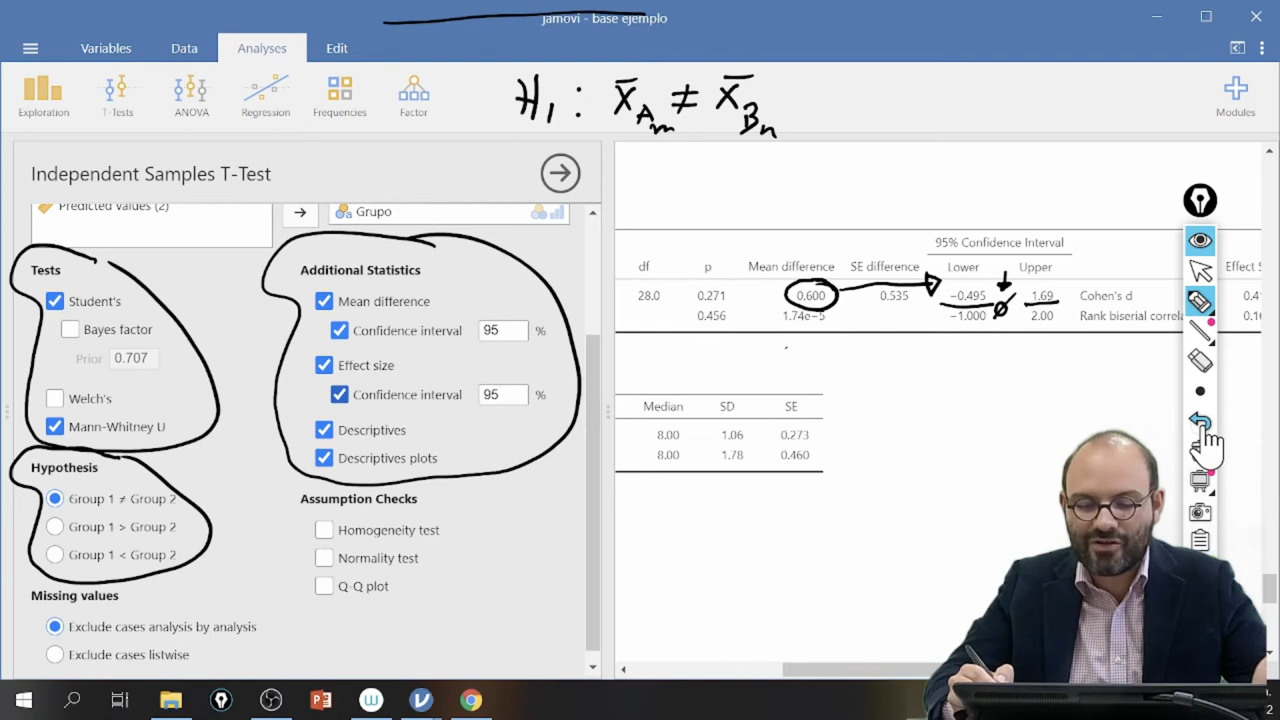 jamovi - base ejemplo
Variables Data Analyses Edit
H₁ : X̄Am ≠ X̄Bn
Exploration T-Tests ANOVA Regression Frequencies Factor Modules
Independent Samples T-Test
Predicted Values (2)
Grupo
Tests
Student's
Bayes factor
Prior 0.707
Welch's
Mann-Whitney U
Hypothesis
Group 1 ≠ Group 2
Group 1 > Group 2
Group 1 < Group 2
Missing values
Exclude cases analysis by analysis
Exclude cases listwise
Additional Statistics
Mean difference
Confidence interval 95 %
Effect size
Confidence interval 95 %
Descriptives
Descriptives plots
Assumption Checks
Homogeneity test
Normality test
Q-Q plot
95% Confidence Interval
df p Mean difference SE difference Lower Upper Effect S
28.0 0.271 0.600 0.535 −0.495 1.69 Cohen's d 0.4
0.456 1.74e−5 −1.000 0 2.00 Rank biserial correla 0.1
Median SD SE
8.00 1.06 0.273
8.00 1.78 0.460